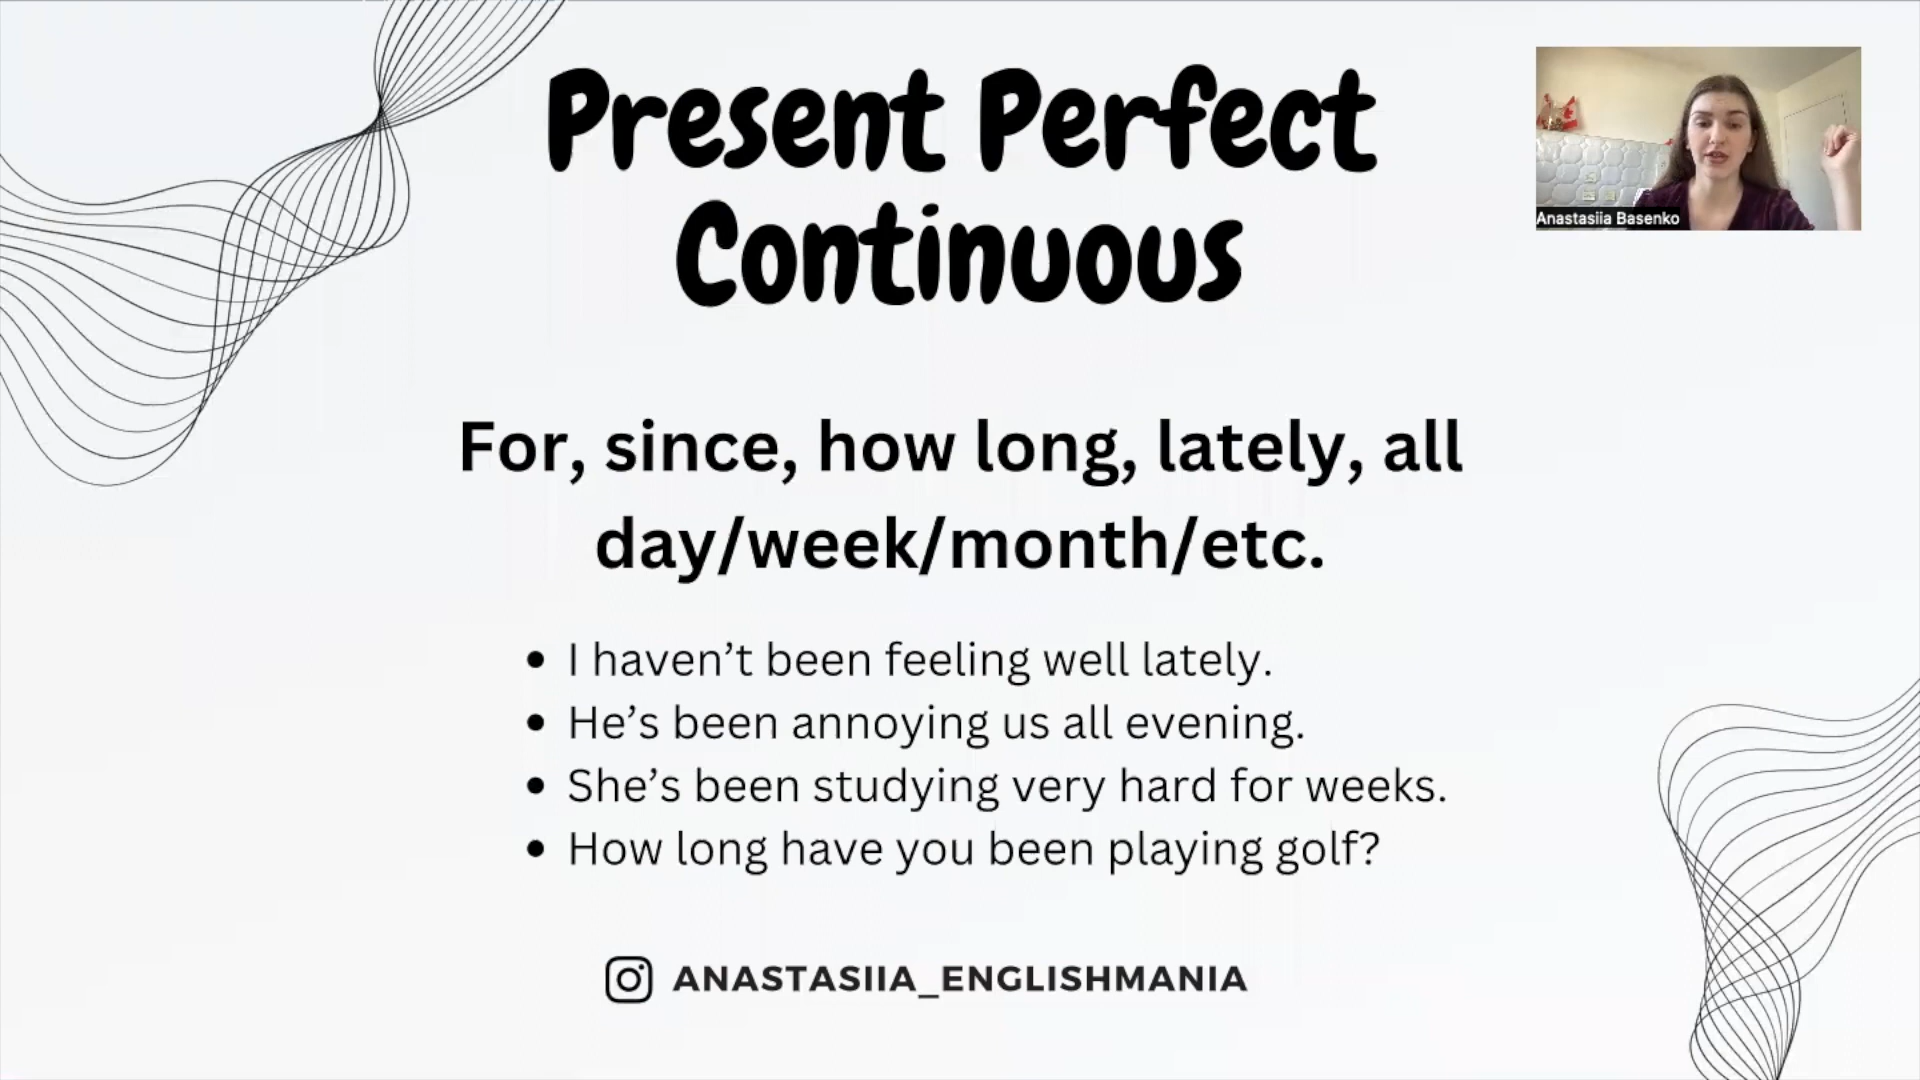 Present Perfect
Continuous
Anastasiia Basenko
For, since, how long, lately, all
day/week/month/etc.
• I haven’t been feeling well lately.
• He’s been annoying us all evening.
• She’s been studying very hard for weeks.
• How long have you been playing golf?
ANASTASIIA_ENGLISHMANIA